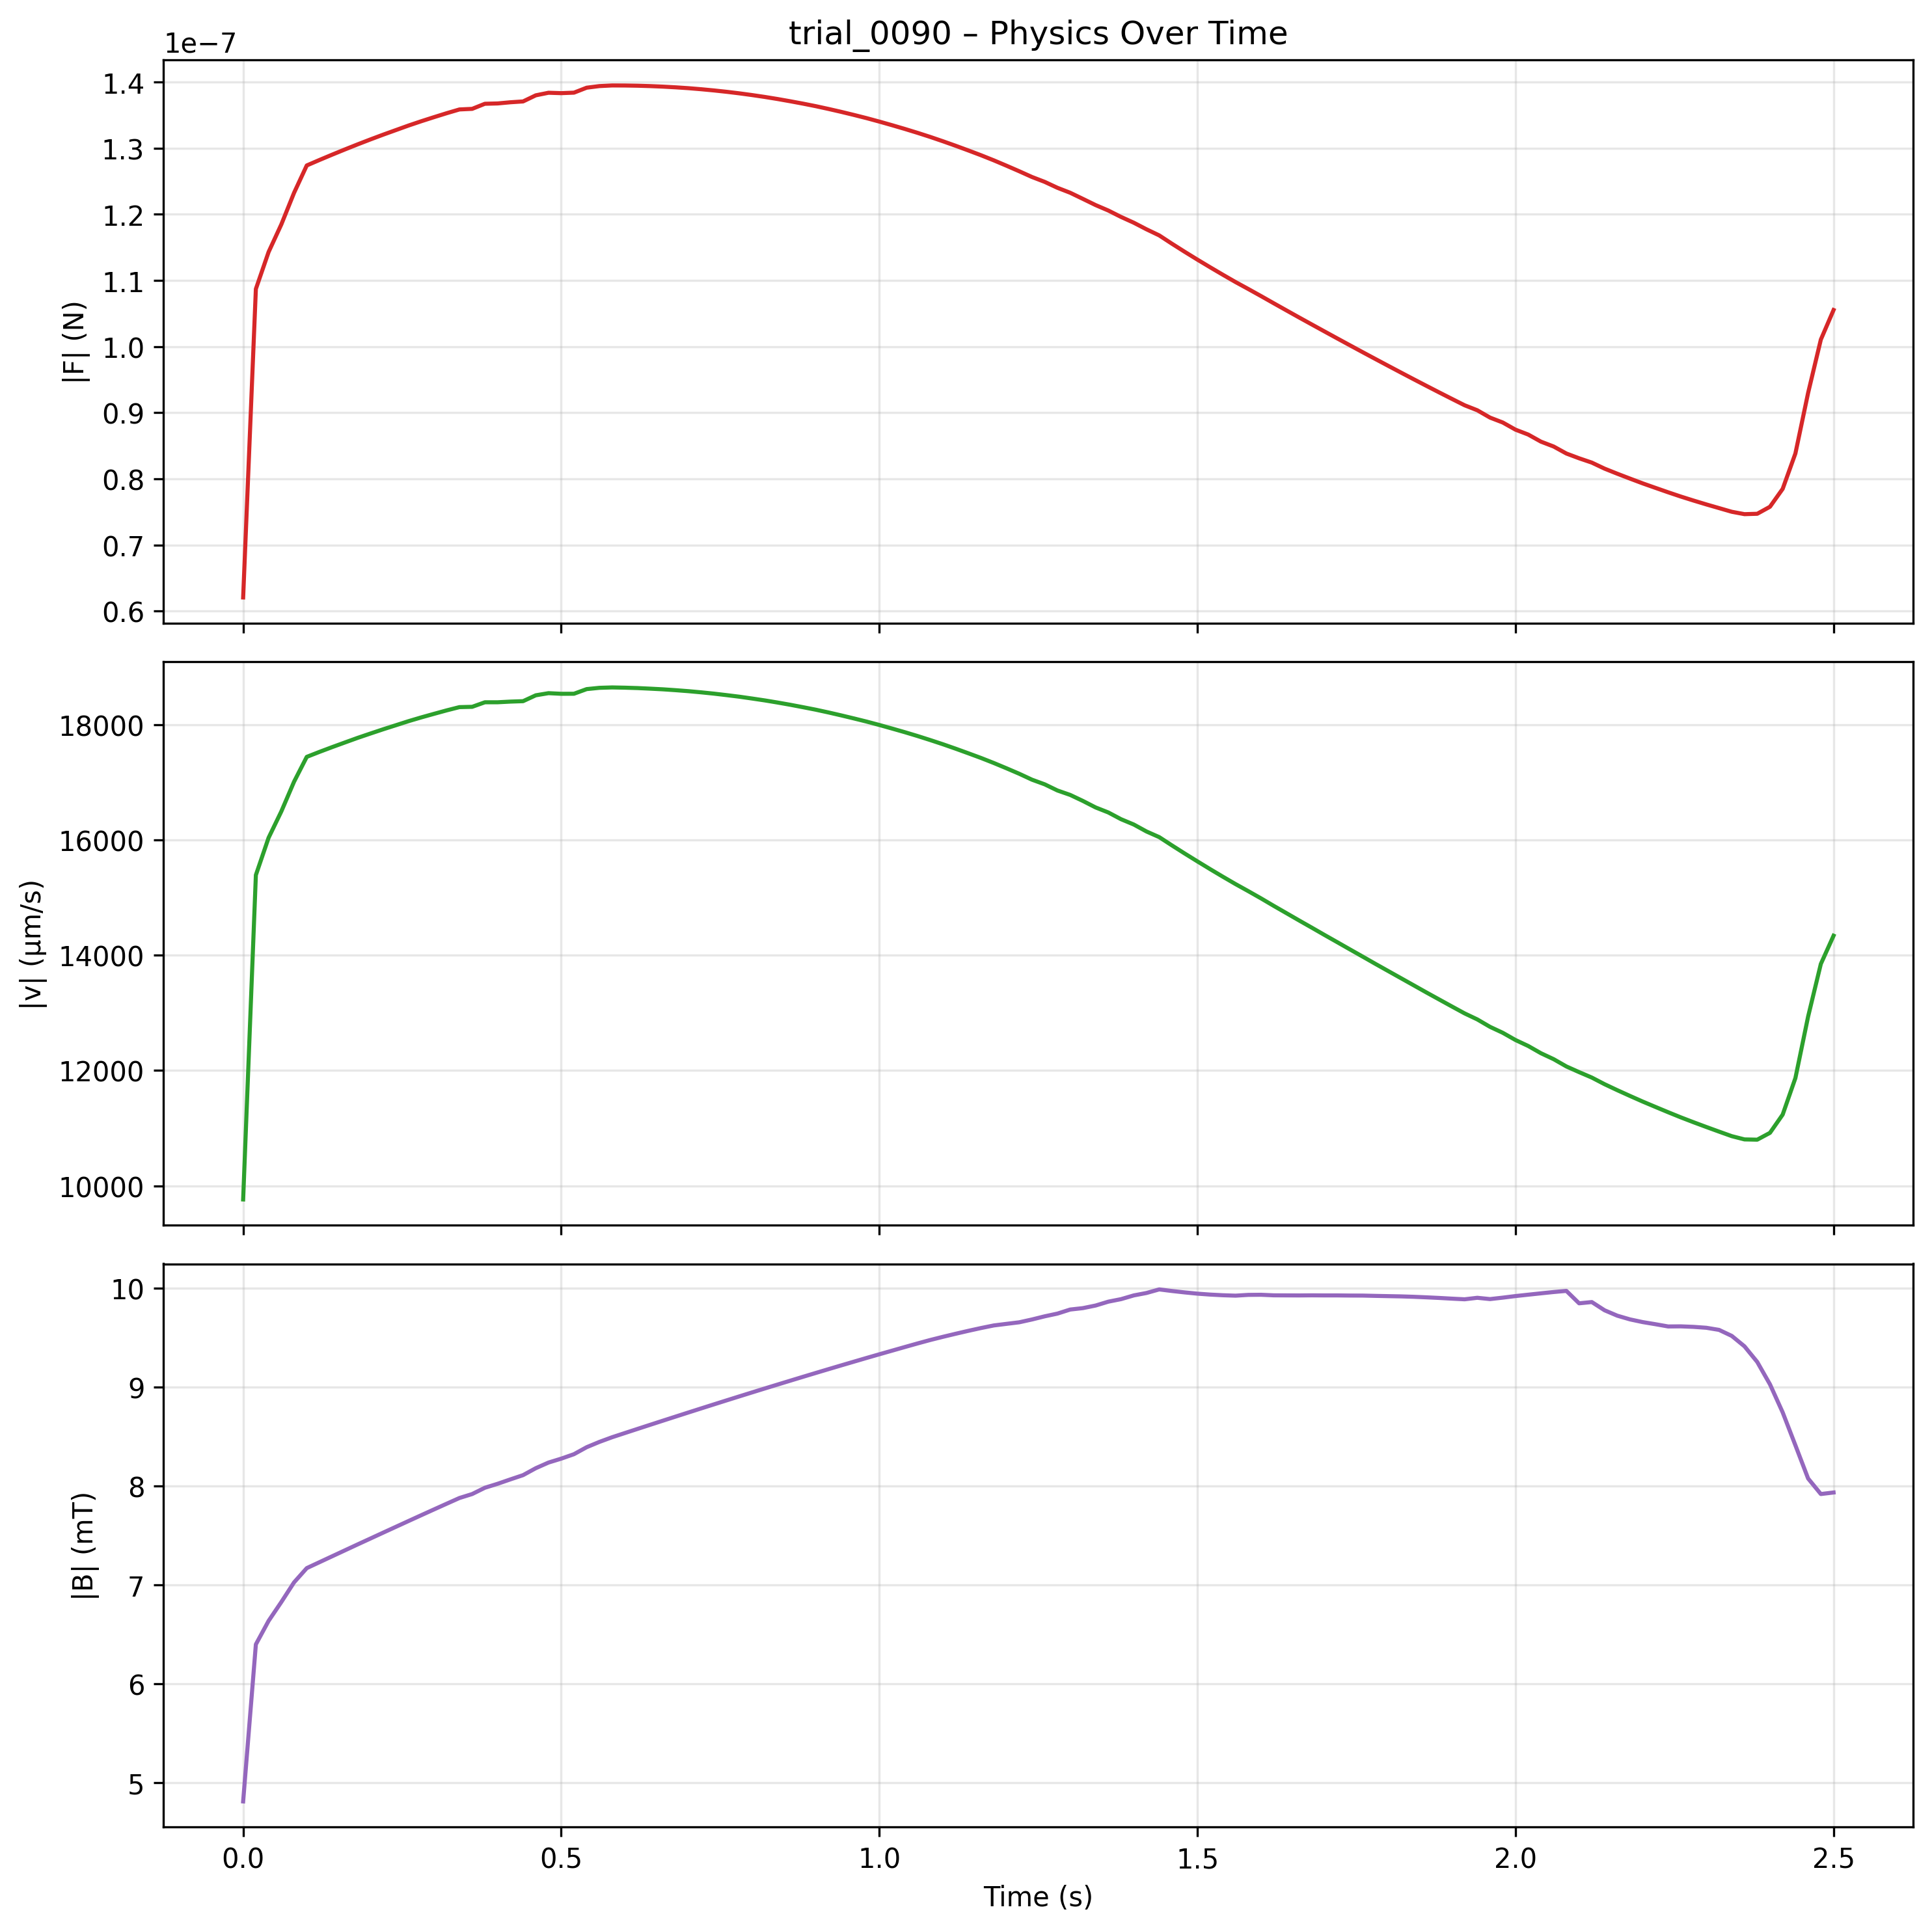 trial_0090 – Physics Over Time
1e−7
1.4
1.3
1.2
1.1
1.0
0.9
0.8
0.7
0.6
|F| (N)
18000
16000
14000
12000
10000
|v| (µm/s)
10
9
8
7
6
5
|B| (mT)
0.0 0.5 1.0 1.5 2.0 2.5
Time (s)